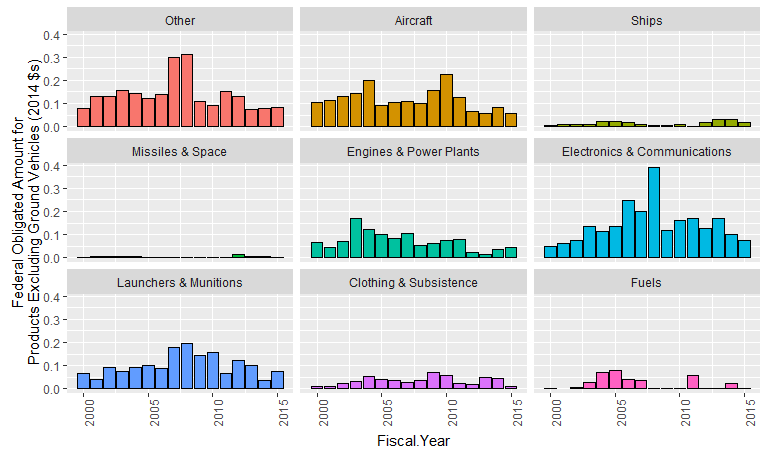 Federal Obligated Amount for
Products Excluding Ground Vehicles (2014 $s)
Other
Aircraft
Ships
0.4
0.3
0.2
0.1
0.0
Missiles & Space
Engines & Power Plants
Electronics & Communications
0.4
0.3
0.2
0.1
0.0
Launchers & Munitions
Clothing & Subsistence
Fuels
0.4
0.3
0.2
0.1
0.0
2000 2005 2010 2015 2000 2005 2010 2015 2000 2005 2010 2015
Fiscal.Year